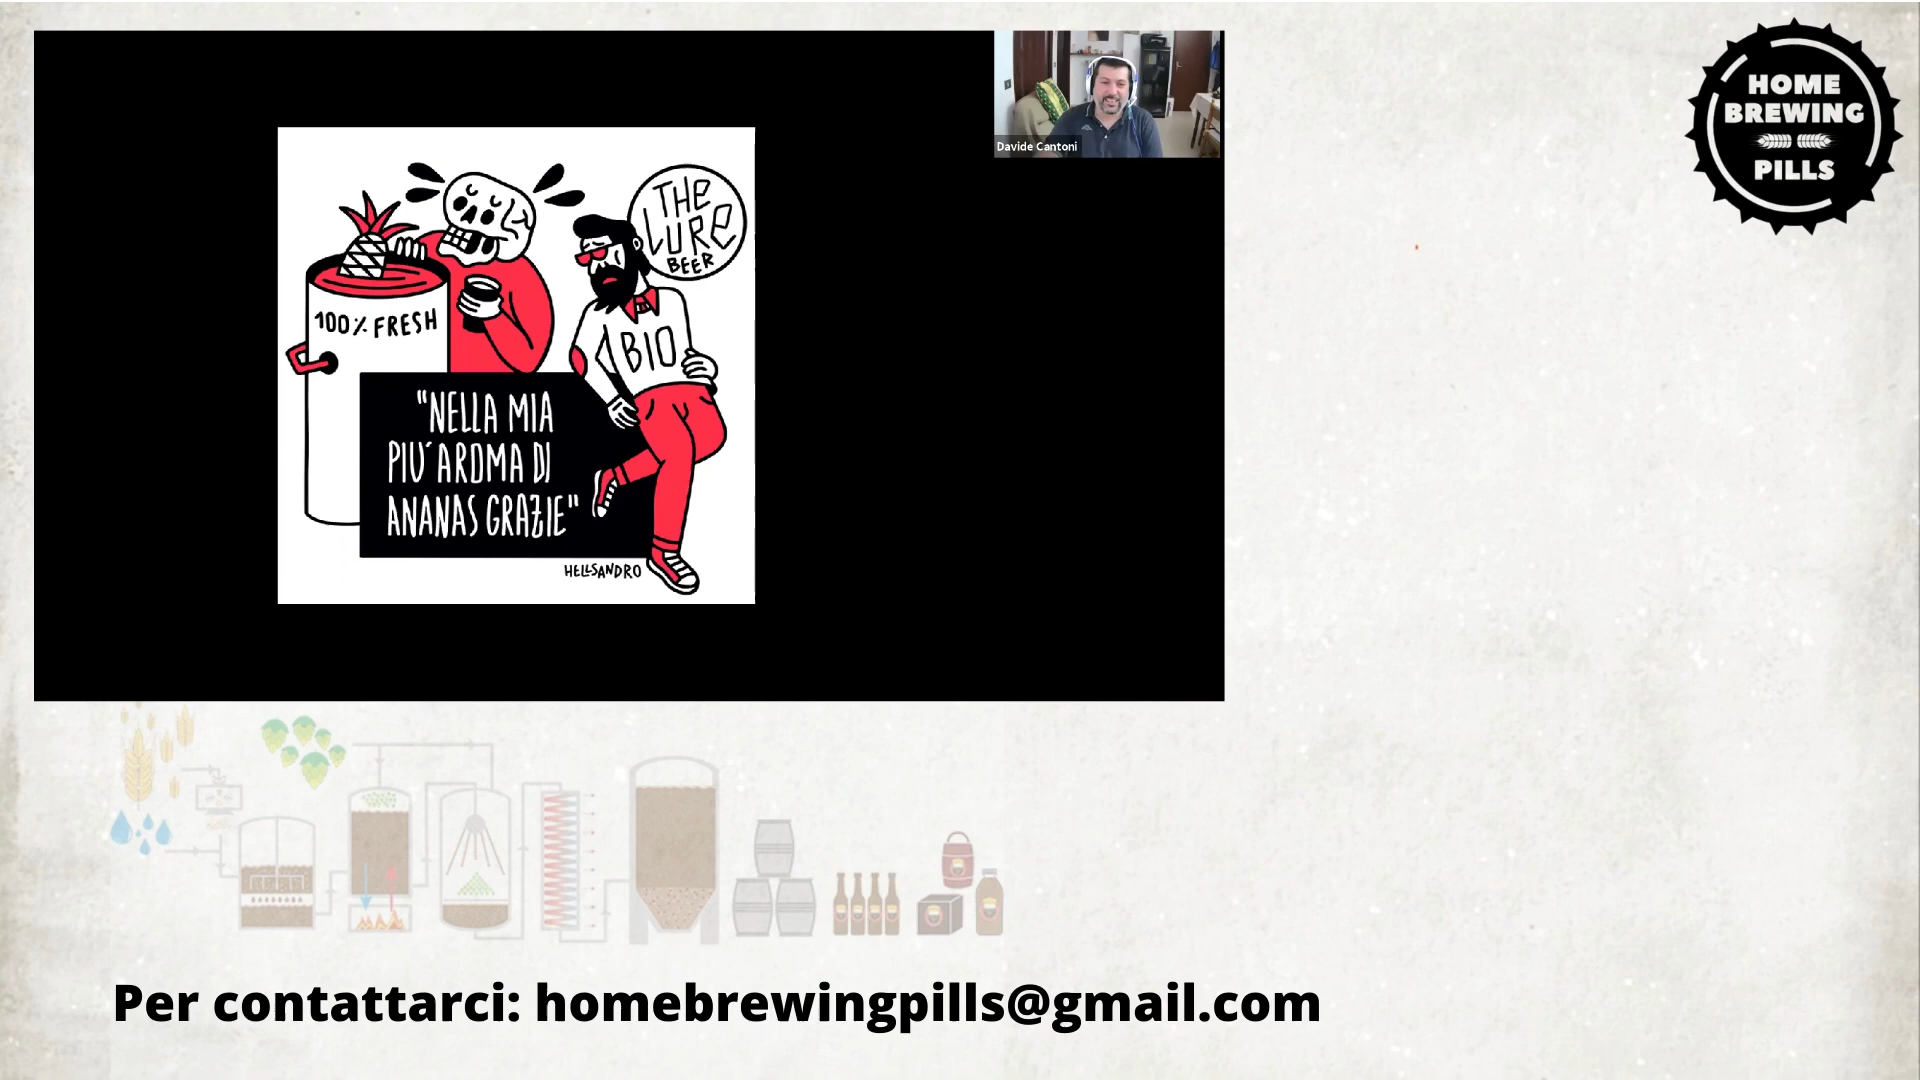 Davide Cantoni
HOME
BREWING
PILLS
THE
LURE
BEER
100% FRESH
BIO
"NELLA MIA
PIU' AROMA DI
ANANAS GRAZIE"
HELLSANDRO
Per contattarci: homebrewingpills@gmail.com